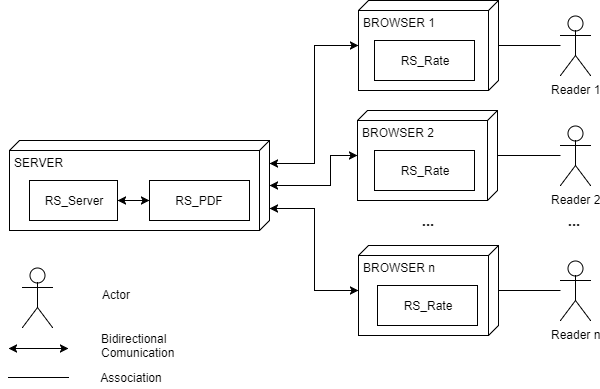 BROWSER 1
RS_Rate
Reader 1
BROWSER 2
RS_Rate
Reader 2
SERVER
RS_Server
RS_PDF
...
...
BROWSER n
RS_Rate
Reader n
Actor
Bidirectional
Comunication
Association